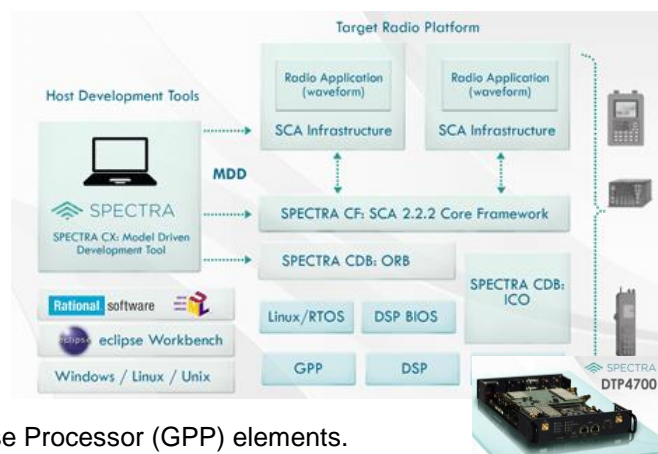 Target Radio Platform
Host Development Tools
Radio Application
(waveform)
SCA Infrastructure
Radio Application
(waveform)
SCA Infrastructure
MDD
SPECTRA
SPECTRA CX: Model Driven
Development Tool
SPECTRA CF: SCA 2.2.2 Core Framework
SPECTRA CDB: ORB
SPECTRA CDB:
ICO
Rational software
eclipse
eclipse Workbench
Windows / Linux / Unix
Linux/RTOS
DSP BIOS
GPP
DSP
SPECTRA
DTP4700
se Processor (GPP) elements.